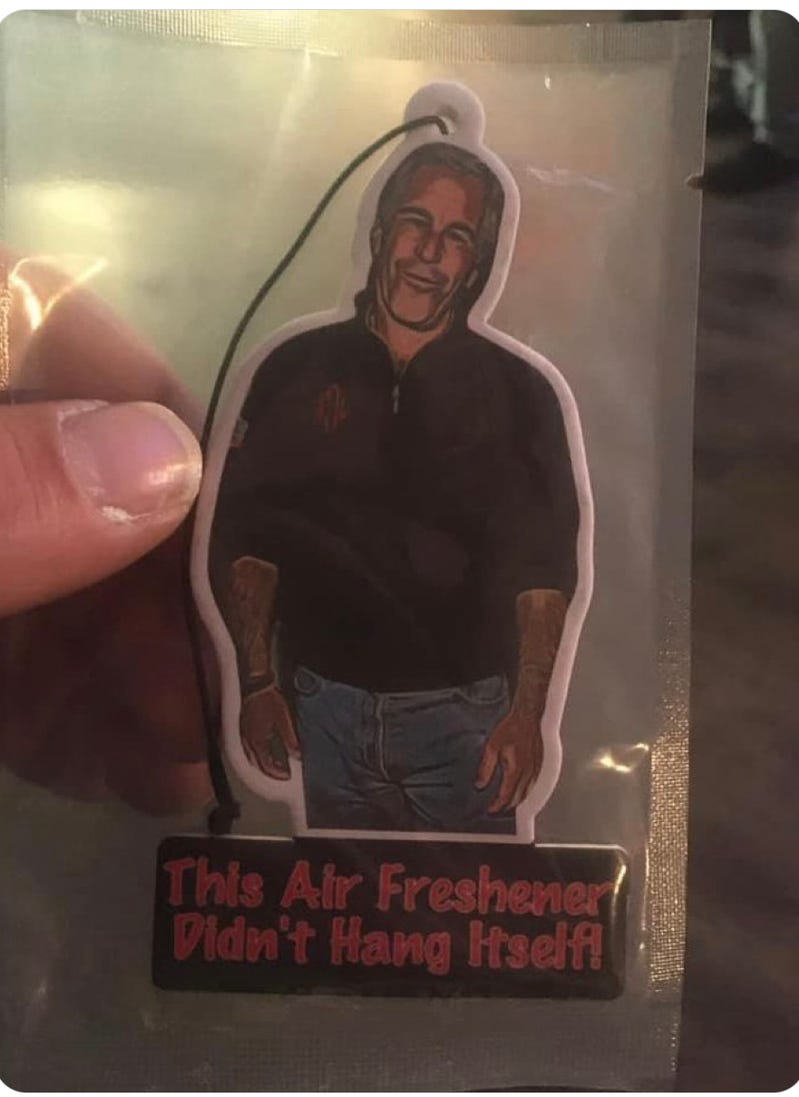 This Air Freshener
Didn't Hang Itself!